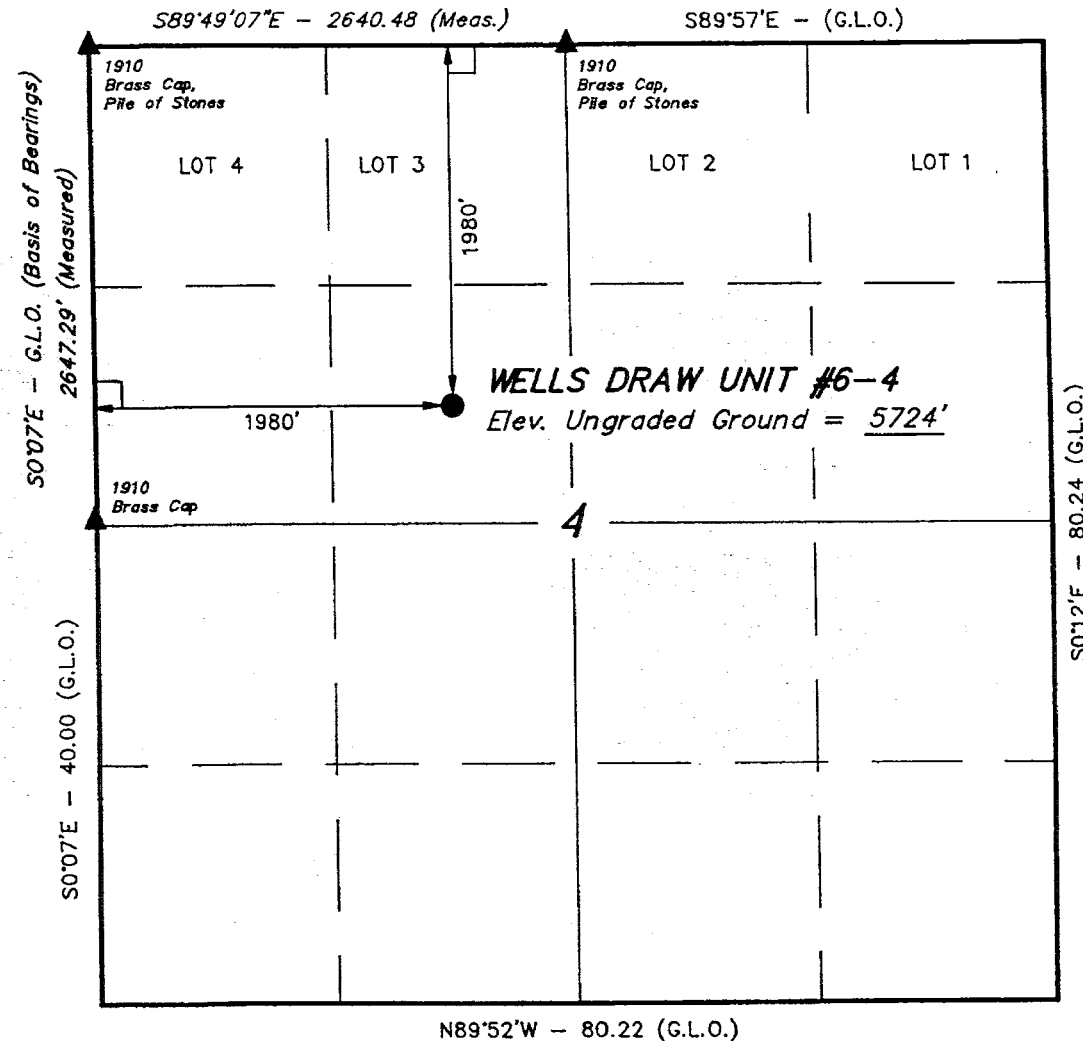 S89°49'07"E - 2640.48 (Meas.)
S89°57'E - (G.L.O.)
1910
Brass Cap,
Pile of Stones
1910
Brass Cap,
Pile of Stones
LOT 4
LOT 3
LOT 2
LOT 1
S0°07'E - G.L.O. (Basis of Bearings)
2647.29' (Measured)
1980'
WELLS DRAW UNIT #6-4
Elev. Ungraded Ground = 5724'
1980'
1910
Brass Cap
4
S0°12'E - 80.24 (G.L.O.)
S0°07'E - 40.00 (G.L.O.)
N89°52'W - 80.22 (G.L.O.)